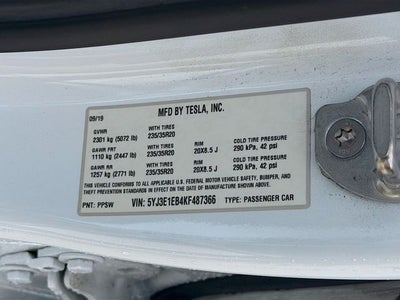 MFD BY TESLA, INC.
09/19
GVWR WITH TIRES
2301 kg (5072 lb) 235/35R20
GAWR FRT WITH TIRES RIM COLD TIRE PRESSURE
1110 kg (2447 lb) 235/35R20 20X8.5 J 290 kPa, 42 psi
GAWR RR WITH TIRES RIM COLD TIRE PRESSURE
1257 kg (2771 lb) 235/35R20 20X8.5 J 290 kPa, 42 psi
THIS VEHICLE CONFORMS TO ALL APPLICABLE U.S. FEDERAL MOTOR VEHICLE SAFETY, BUMPER, AND
THEFT PREVENTION STANDARDS IN EFFECT ON THE DATE OF MANUFACTURE SHOWN ABOVE.
PNT: PPSW VIN: 5YJ3E1EB4KF487366 TYPE: PASSENGER CAR